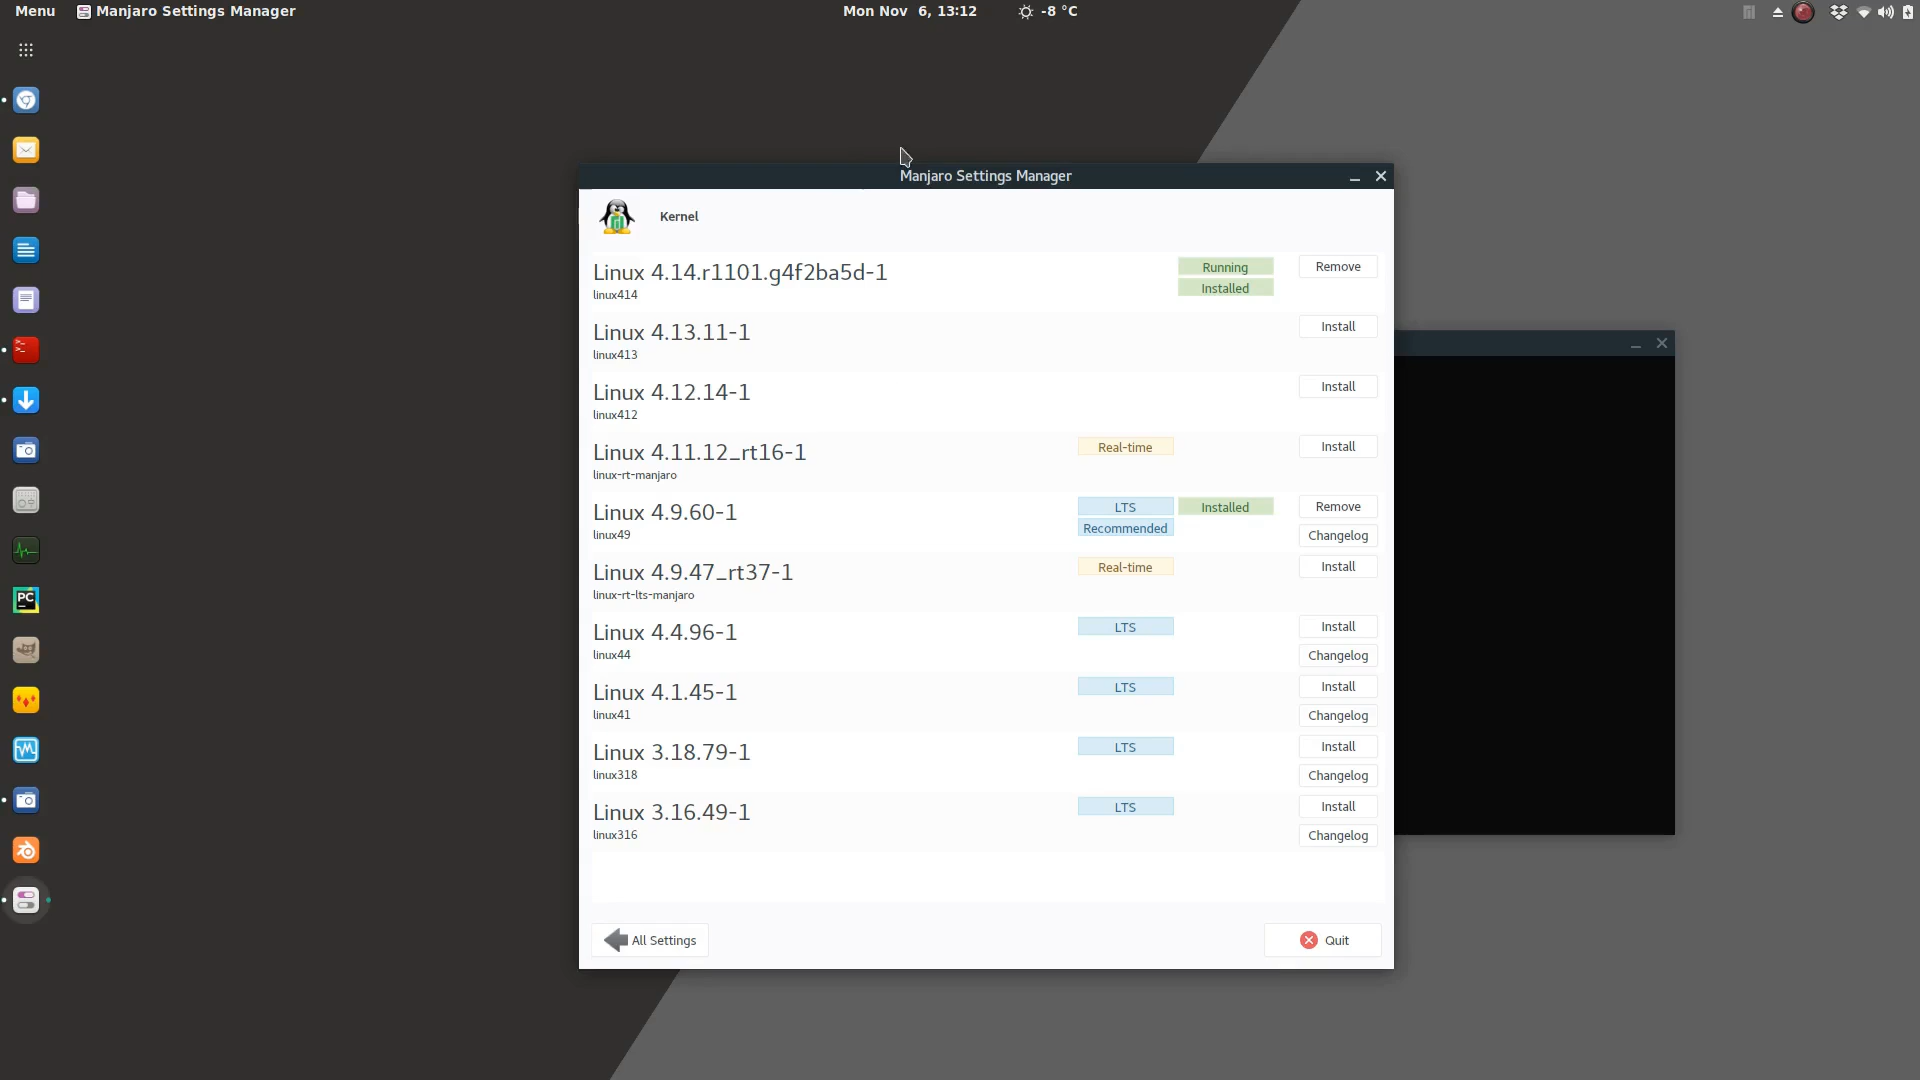 Menu Manjaro Settings Manager Mon Nov 6, 13:12 -8 °C
Manjaro Settings Manager
Kernel
Linux 4.14.r1101.g4f2ba5d-1 Running Remove
linux414 Installed
Linux 4.13.11-1 Install
linux413
Linux 4.12.14-1 Install
linux412
Linux 4.11.12_rt16-1 Real-time Install
linux-rt-manjaro
Linux 4.9.60-1 LTS Installed Remove
linux49 Recommended Changelog
Linux 4.9.47_rt37-1 Real-time Install
linux-rt-lts-manjaro
Linux 4.4.96-1 LTS Install
linux44 Changelog
Linux 4.1.45-1 LTS Install
linux41 Changelog
Linux 3.18.79-1 LTS Install
linux318 Changelog
Linux 3.16.49-1 LTS Install
linux316 Changelog
All Settings Quit
PC